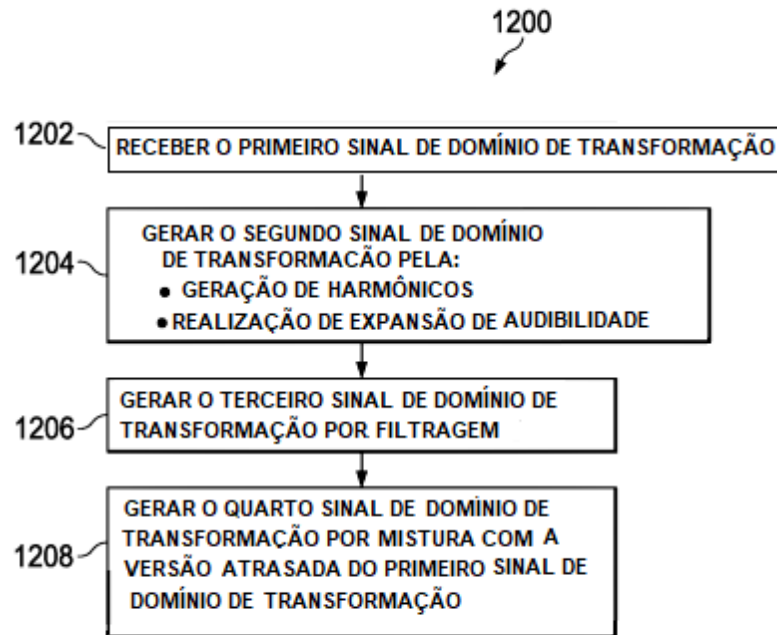 1200
1202
RECEBER O PRIMEIRO SINAL DE DOMÍNIO DE TRANSFORMAÇÃO
1204
GERAR O SEGUNDO SINAL DE DOMÍNIO
DE TRANSFORMACÃO PELA:
• GERAÇÃO DE HARMÔNICOS
• REALIZAÇÃO DE EXPANSÃO DE AUDIBILIDADE
1206
GERAR O TERCEIRO SINAL DE DOMÍNIO DE
TRANSFORMAÇÃO POR FILTRAGEM
1208
GERAR O QUARTO SINAL DE DOMÍNIO DE
TRANSFORMAÇÃO POR MISTURA COM A
VERSÃO ATRASADA DO PRIMEIRO SINAL DE
DOMÍNIO DE TRANSFORMAÇÃO